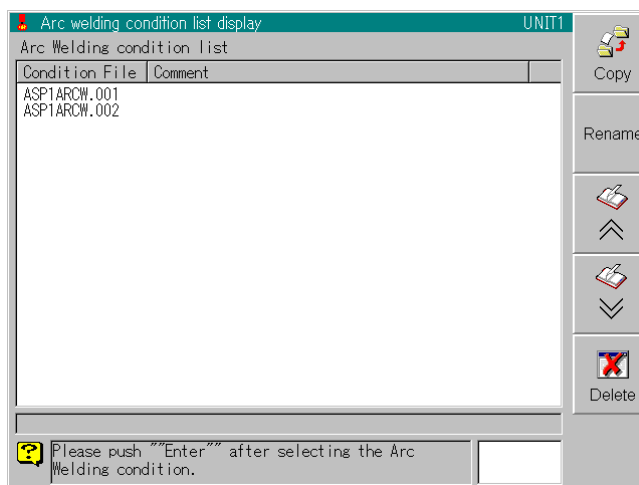 Arc welding condition list display UNIT1
Arc Welding condition list
Condition File Comment
ASP1ARCW.001
ASP1ARCW.002
Copy
Rename
Delete
Please push ""Enter"" after selecting the Arc
Welding condition.